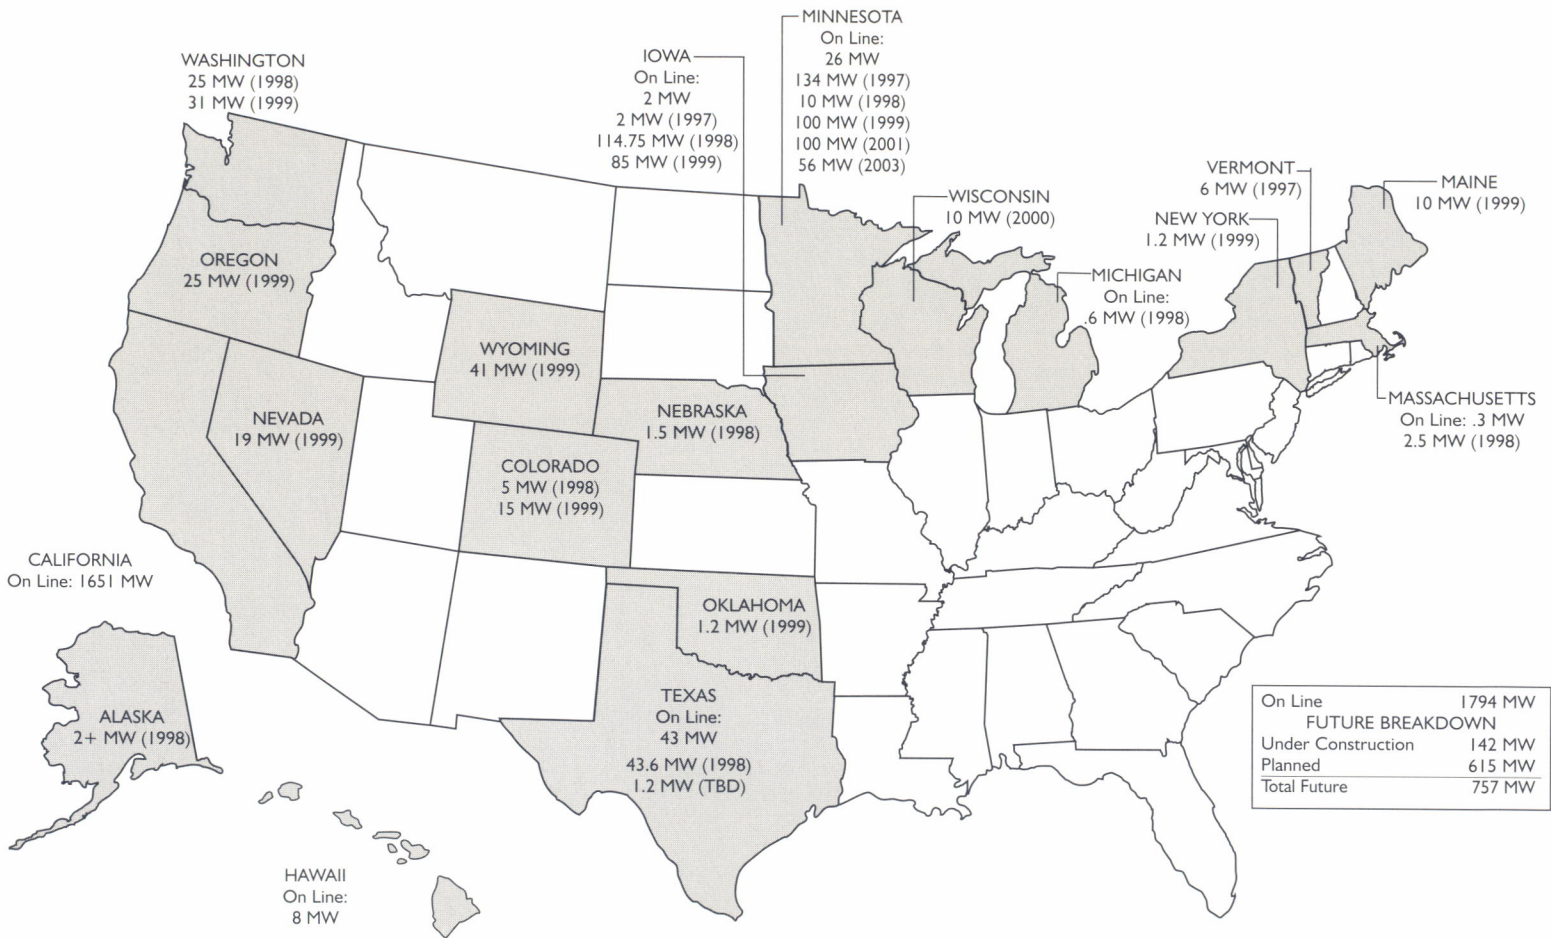 WASHINGTON
25 MW (1998)
31 MW (1999)
IOWA
On Line:
2 MW
2 MW (1997)
114.75 MW (1998)
85 MW (1999)
MINNESOTA
On Line:
26 MW
134 MW (1997)
10 MW (1998)
100 MW (1999)
100 MW (2001)
56 MW (2003)
WISCONSIN
10 MW (2000)
VERMONT
6 MW (1997)
MAINE
10 MW (1999)
NEW YORK
1.2 MW (1999)
OREGON
25 MW (1999)
MICHIGAN
On Line:
.6 MW (1998)
WYOMING
41 MW (1999)
NEVADA
19 MW (1999)
NEBRASKA
1.5 MW (1998)
MASSACHUSETTS
On Line: .3 MW
2.5 MW (1998)
COLORADO
5 MW (1998)
15 MW (1999)
CALIFORNIA
On Line: 1651 MW
OKLAHOMA
1.2 MW (1999)
ALASKA
2+ MW (1998)
TEXAS
On Line:
43 MW
43.6 MW (1998)
1.2 MW (TBD)
HAWAII
On Line:
8 MW
On Line 1794 MW
FUTURE BREAKDOWN
Under Construction 142 MW
Planned 615 MW
Total Future 757 MW